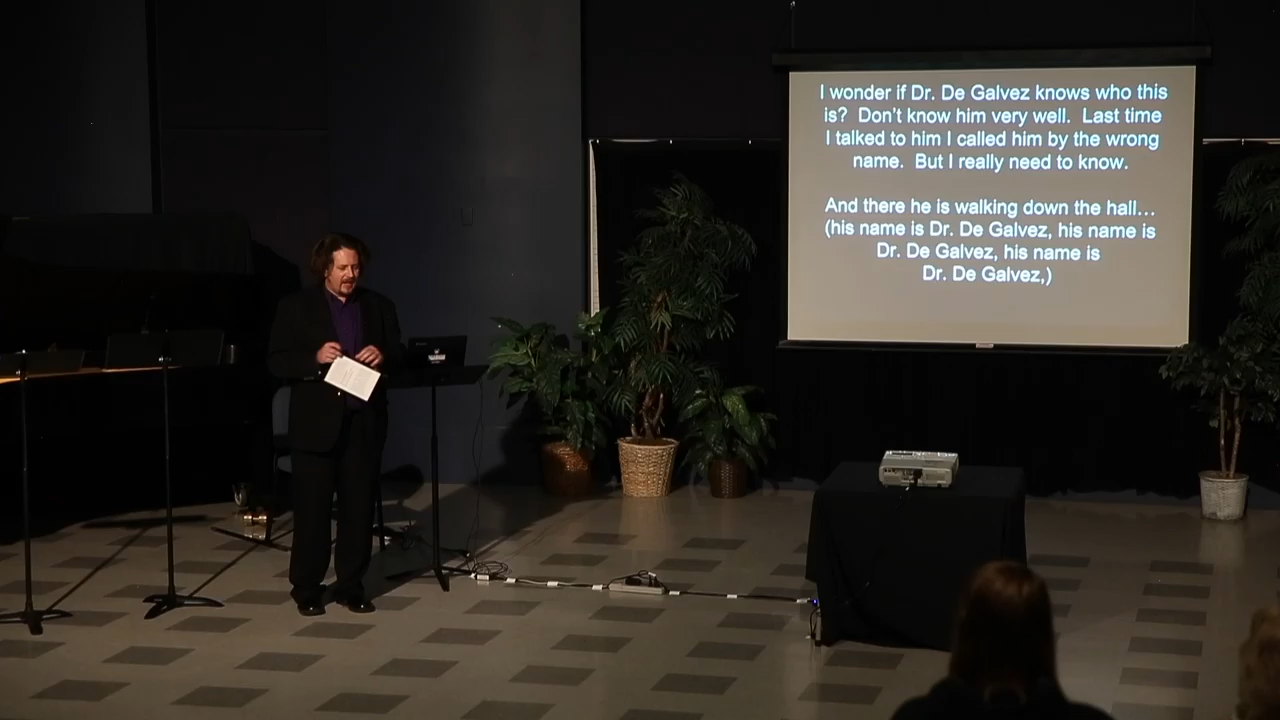 I wonder if Dr. De Galvez knows who this
is?  Don't know him very well.  Last time
I talked to him I called him by the wrong
name.  But I really need to know.
And there he is walking down the hall…
(his name is Dr. De Galvez, his name is
Dr. De Galvez, his name is
Dr. De Galvez,)